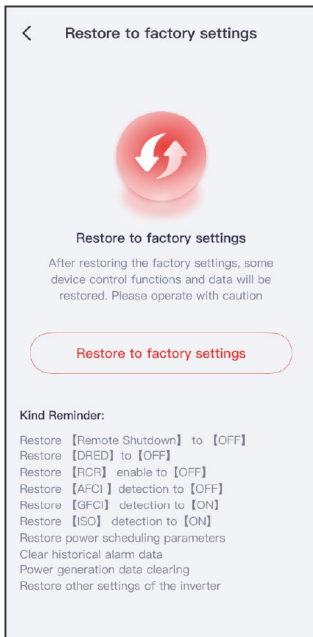 Restore to factory settings
Restore to factory settings
After restoring the factory settings, some
device control functions and data will be
restored. Please operate with caution
Restore to factory settings
Kind Reminder:
Restore 【Remote Shutdown】 to 【OFF】
Restore 【DRED】 to 【OFF】
Restore 【RCR】 enable to 【OFF】
Restore 【AFCI 】 detection to 【OFF】
Restore 【GFCI】 detection to 【ON】
Restore 【ISO】 detection to 【ON】
Restore power scheduling parameters
Clear historical alarm data
Power generation data clearing
Restore other settings of the inverter